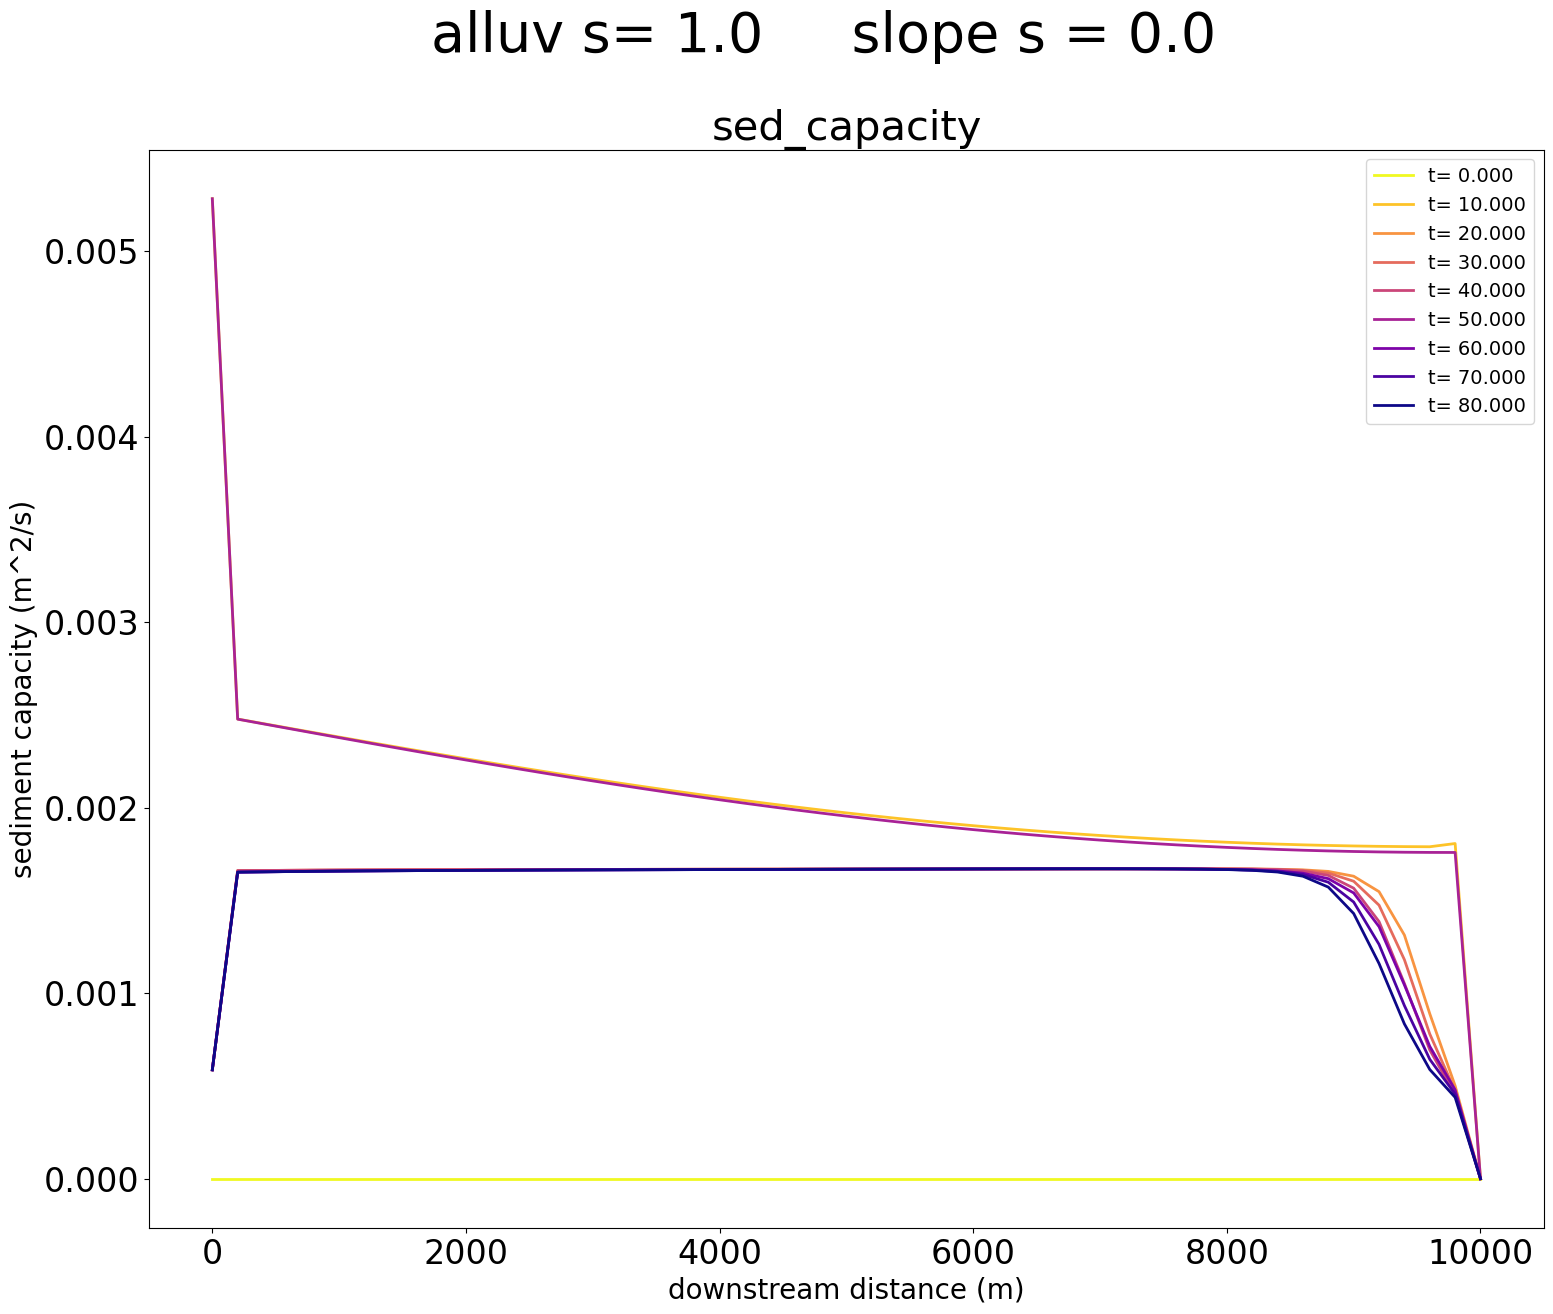 alluv s= 1.0 slope s = 0.0
sed_capacity
sediment capacity (m^2/s)
0.005
0.004
0.003
0.002
0.001
0.000
t= 0.000
t= 10.000
t= 20.000
t= 30.000
t= 40.000
t= 50.000
t= 60.000
t= 70.000
t= 80.000
0 2000 4000 6000 8000 10000
downstream distance (m)